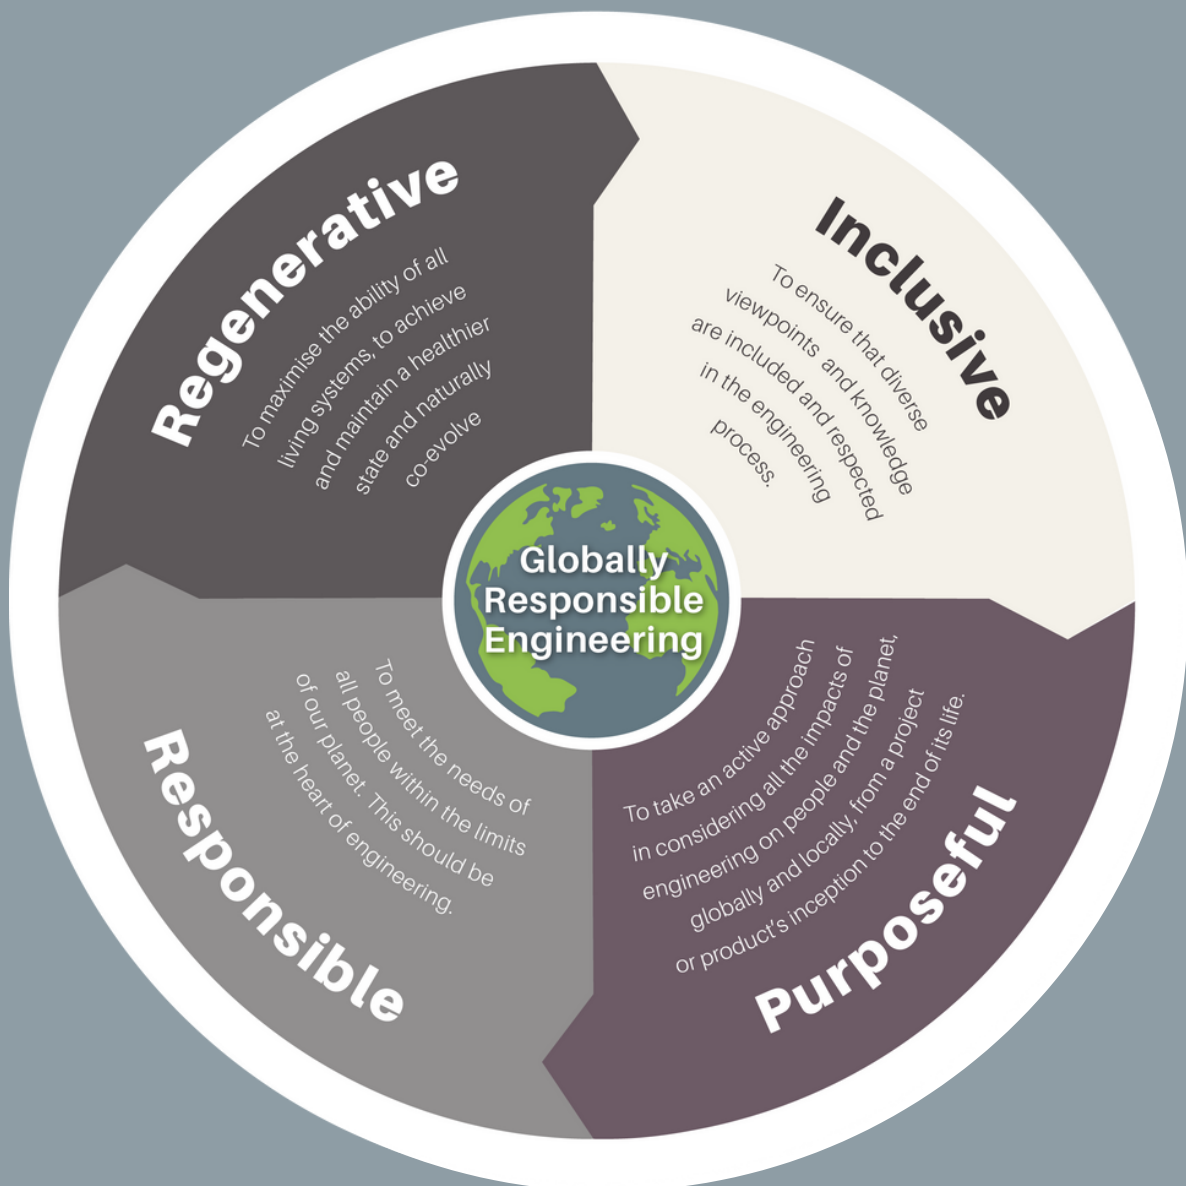 Regenerative
To maximise the ability of all
living systems, to achieve
and maintain a healthier
state and naturally
co-evolve
Inclusive
To ensure that diverse
viewpoints and knowledge
are included and respected
in the engineering
process.
Globally
Responsible
Engineering
To meet the needs of
all people within the limits
of our planet. This should be
at the heart of engineering.
Responsible
To take an active approach
in considering all the impacts of
engineering on people and the planet,
globally and locally, from a project
or product's inception to the end of its life.
Purposeful